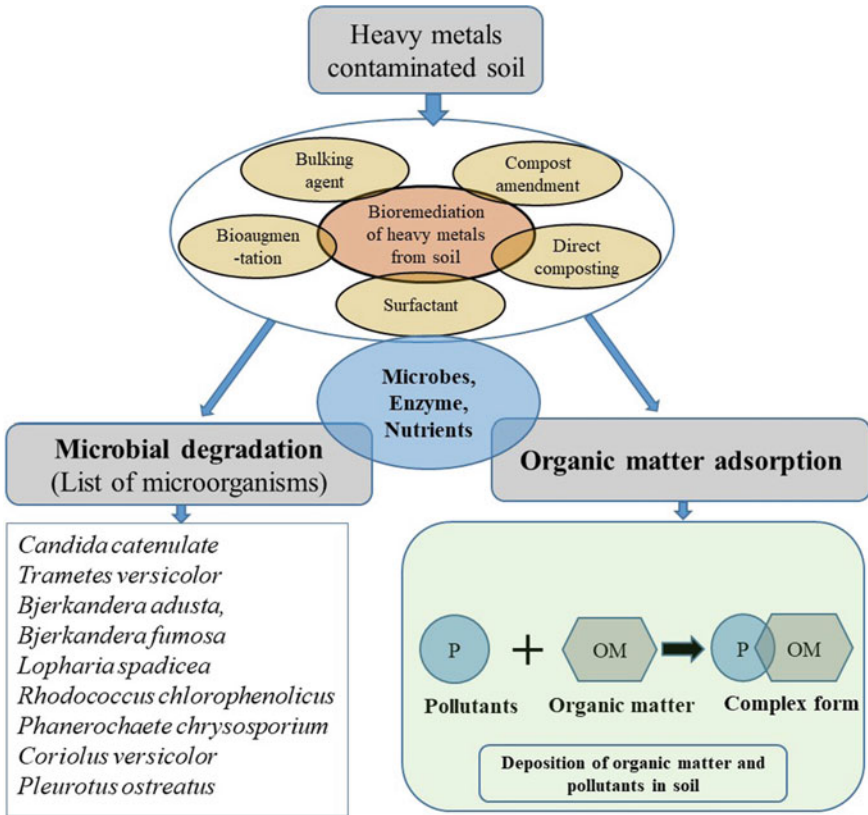 Heavy metals
contaminated soil
Bulking
agent
Compost
amendment
Bioremediation
of heavy metals
from soil
Bioaugmen
-tation
Direct
composting
Surfactant
Microbes,
Enzyme,
Nutrients
Microbial degradation
(List of microorganisms)
Organic matter adsorption
Candida catenulate
Trametes versicolor
Bjerkandera adusta,
Bjerkandera fumosa
Lopharia spadicea
Rhodococcus chlorophenolicus
Phanerochaete chrysosporium
Coriolus versicolor
Pleurotus ostreatus
P
+
OM
P
OM
Pollutants
Organic matter
Complex form
Deposition of organic matter and
pollutants in soil